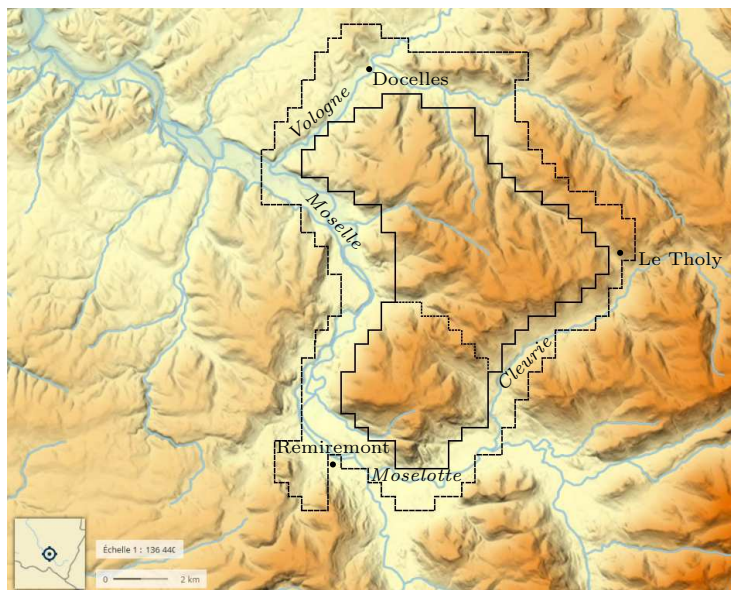 Docelles
Vologne
Moselle
Le Tholy
Cleurie
Remiremont
Moselotte
Échelle 1 : 136 440
0 2 km